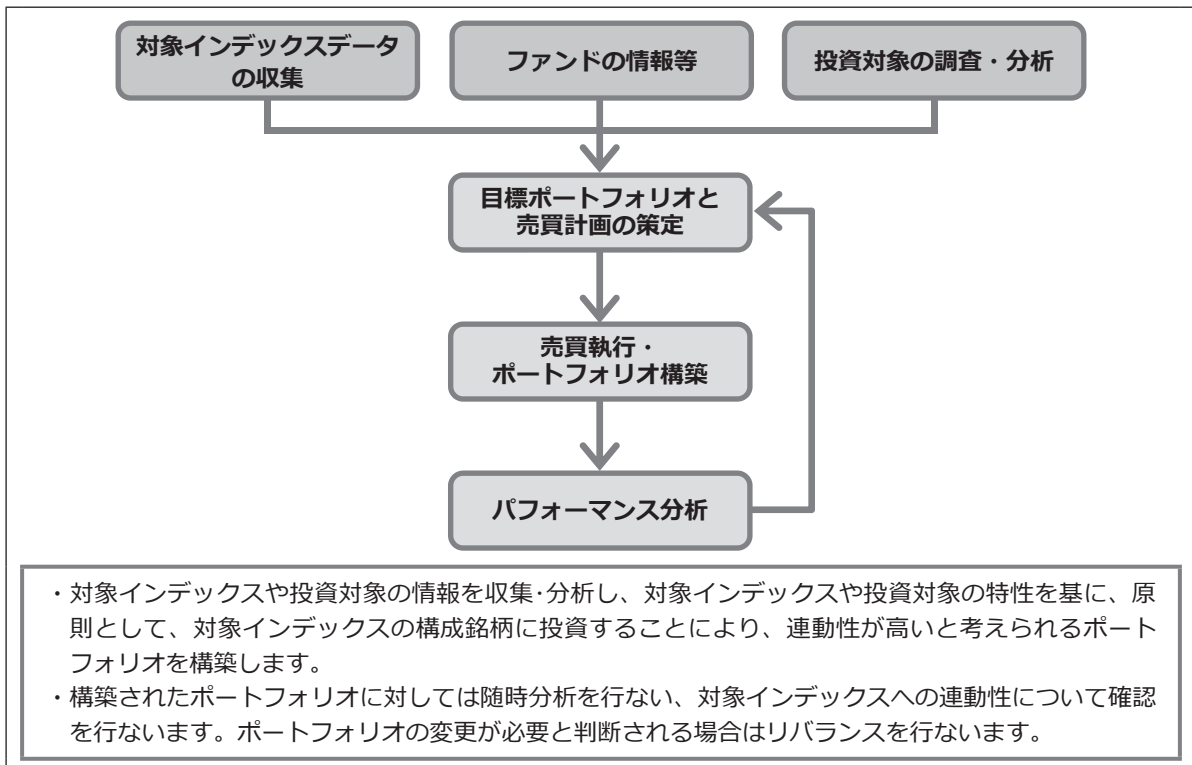 対象インデックスデータ
の収集
ファンドの情報等
投資対象の調査・分析
目標ポートフォリオと
売買計画の策定
売買執行・
ポートフォリオ構築
パフォーマンス分析
・対象インデックスや投資対象の情報を収集･分析し、対象インデックスや投資対象の特性を基に、原
則として、対象インデックスの構成銘柄に投資することにより、連動性が高いと考えられるポート
フォリオを構築します。
・構築されたポートフォリオに対しては随時分析を行ない、対象インデックスへの連動性について確認
を行ないます。ポートフォリオの変更が必要と判断される場合はリバランスを行ないます。